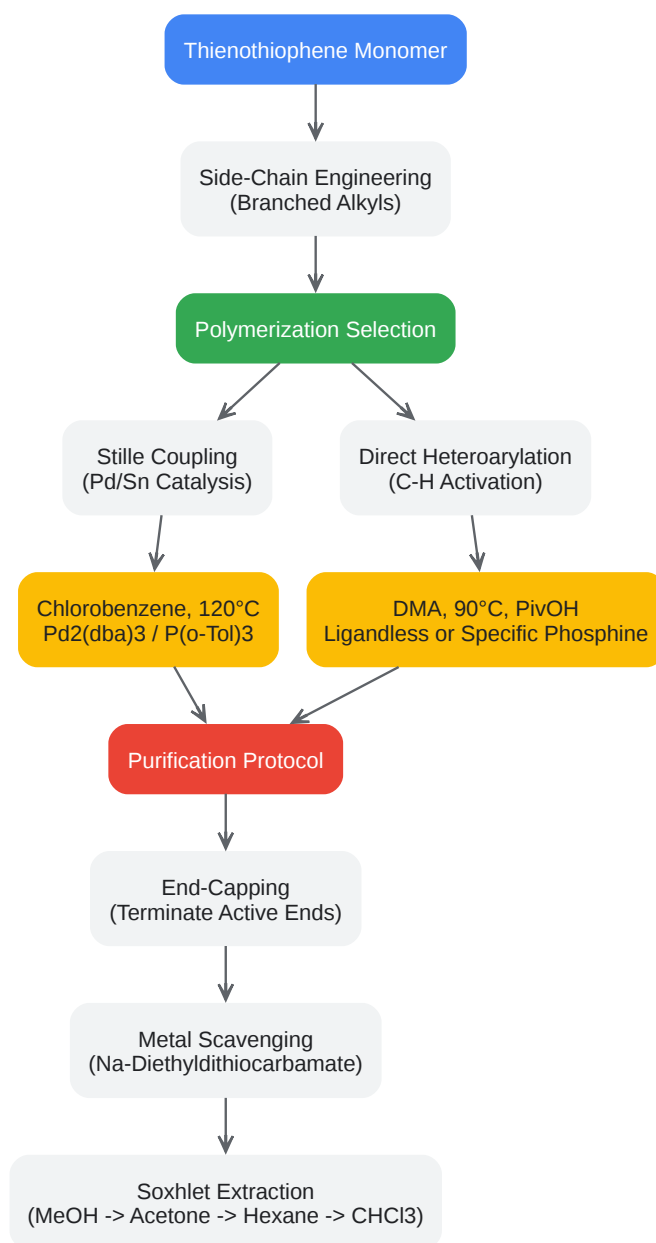 Thienothiophene Monomer
Side-Chain Engineering
(Branched Alkyls)
Polymerization Selection
Stille Coupling
(Pd/Sn Catalysis)
Direct Heteroarylation
(C-H Activation)
Chlorobenzene, 120°C
Pd2(dba)3 / P(o-Tol)3
DMA, 90°C, PivOH
Ligandless or Specific Phosphine
Purification Protocol
End-Capping
(Terminate Active Ends)
Metal Scavenging
(Na-Diethyldithiocarbamate)
Soxhlet Extraction
(MeOH -> Acetone -> Hexane -> CHCl3)